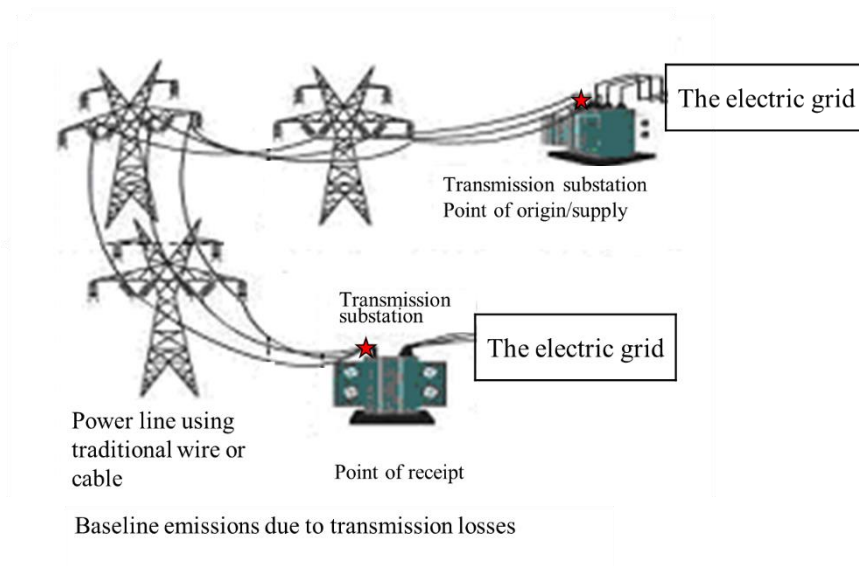 The electric grid
Transmission substation
Point of origin/supply
Transmission
substation
The electric grid
Power line using
traditional wire or
cable
Point of receipt
Baseline emissions due to transmission losses